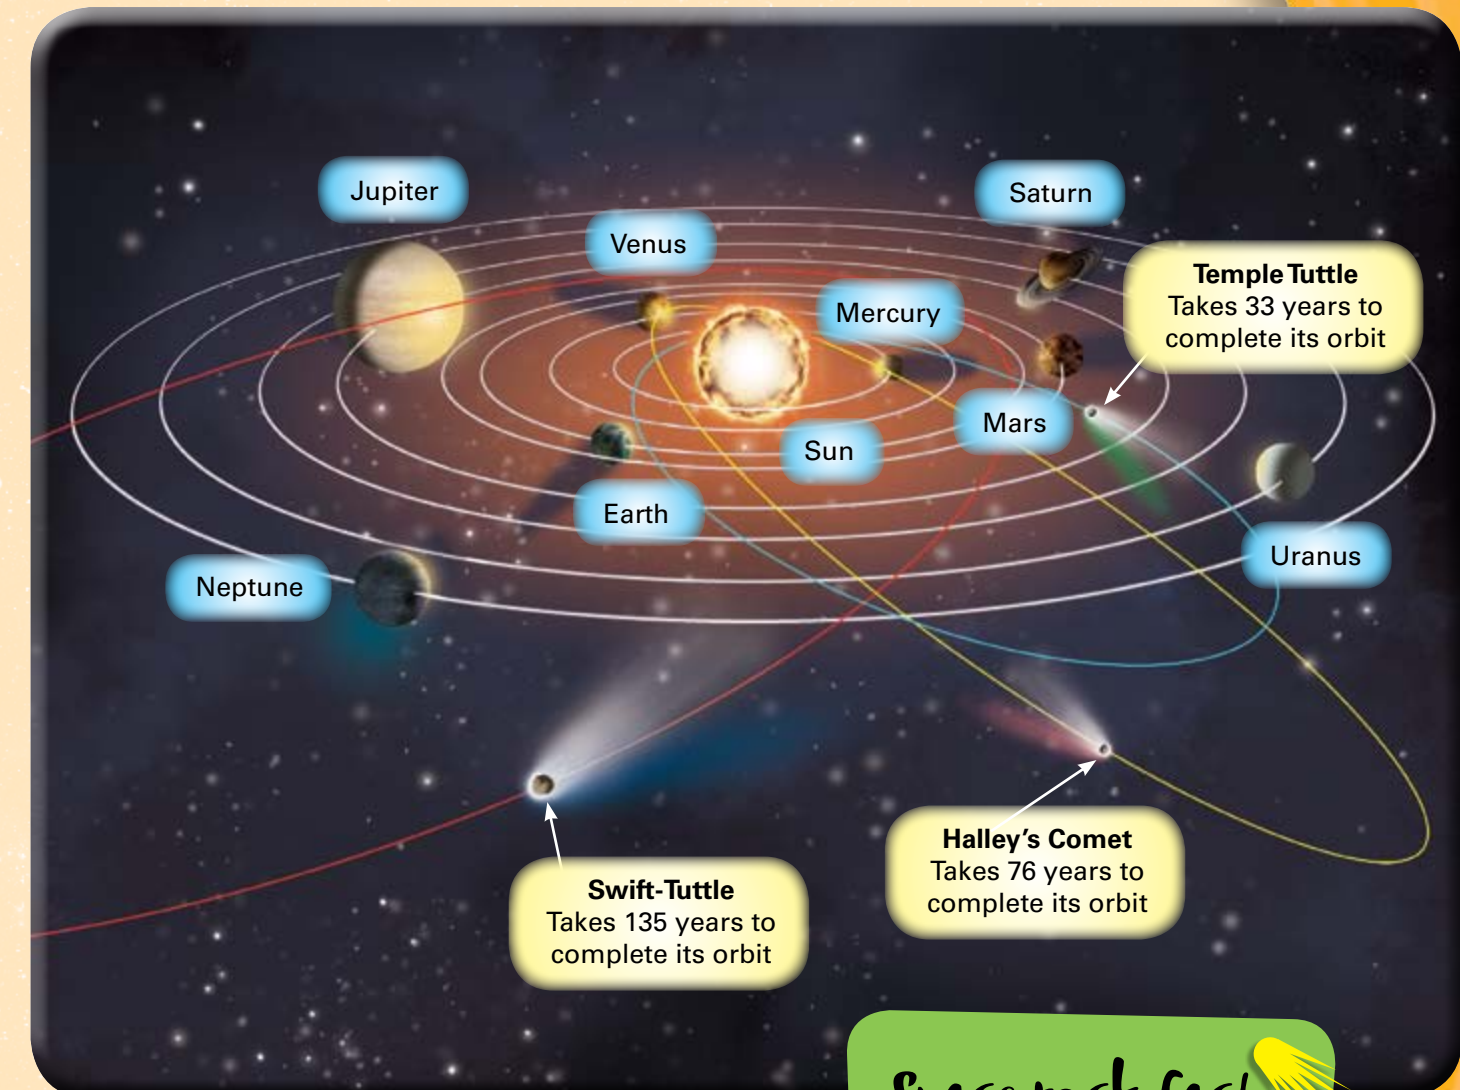 Jupiter
Saturn
Venus
Temple Tuttle
Takes 33 years to
complete its orbit
Mercury
Mars
Sun
Earth
Uranus
Neptune
Halley's Comet
Takes 76 years to
complete its orbit
Swift-Tuttle
Takes 135 years to
complete its orbit